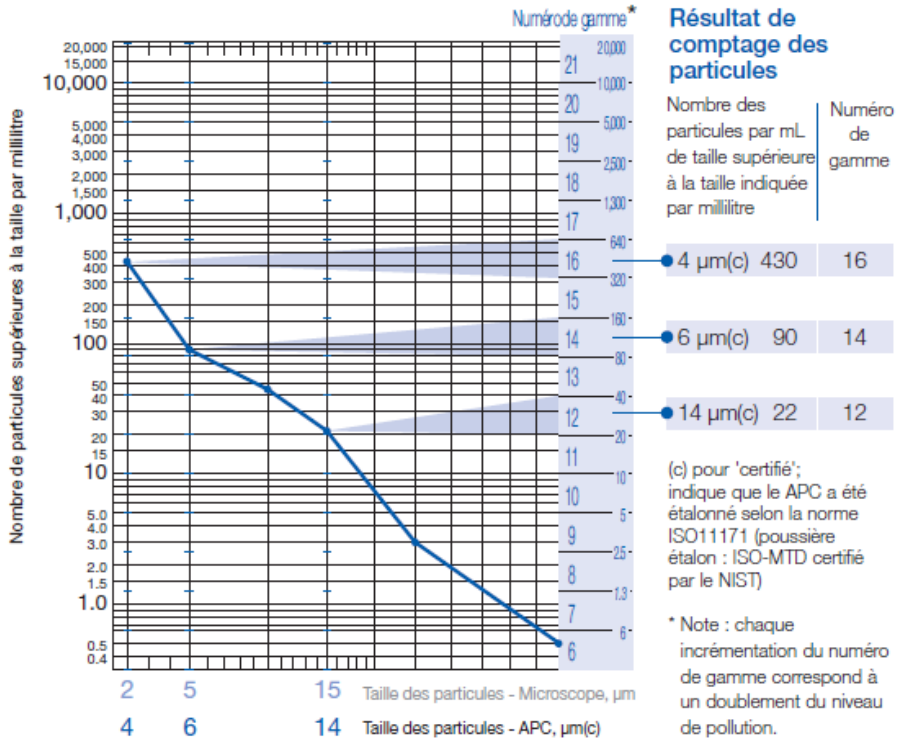 Numérode gamme*
Nombre de particules supérieures à la taille par millilitre
20,000
15,000
10,000
5,000
4,000
3,000
2,000
1,500
1,000
500
400
300
200
150
100
50
40
30
20
15
10
5.0
4.0
3.0
2.0
1.5
1.0
0.5
0.4
20,000
21
10,000
20
5,000
19
2,500
18
1,300
17
640
16
320
15
160
14
80
13
40
12
20
11
10
10
5
9
2.5
8
1.3
7
6
6
2 5 15 Taille des particules - Microscope, µm
4 6 14 Taille des particules - APC, µm(c)
Résultat de
comptage des
particules
Nombre des
particules par mL
de taille supérieure
à la taille indiquée
par millilitre
Numéro
de
gamme
4 µm(c) 430 16
6 µm(c) 90 14
14 µm(c) 22 12
(c) pour 'certifié';
indique que le APC a été
étalonné selon la norme
ISO11171 (poussière
étalon : ISO-MTD certifié
par le NIST)
* Note : chaque
incrémentation du numéro
de gamme correspond à
un doublement du niveau
de pollution.